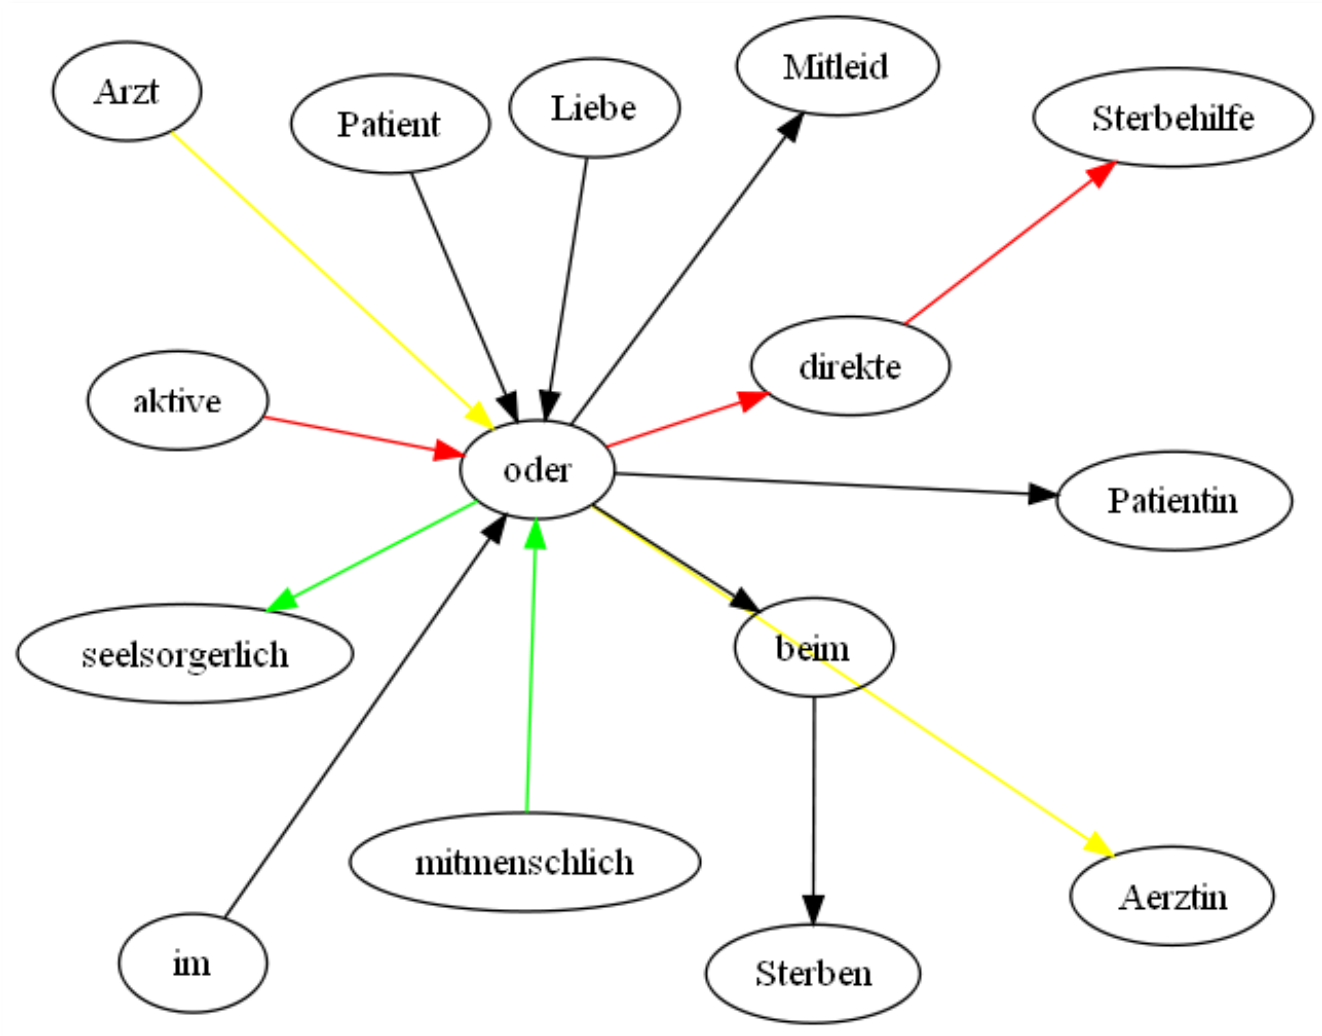 Arzt
Patient
Liebe
Mitleid
Sterbehilfe
direkte
aktive
oder
Patientin
seelsorgerlich
beim
mitmenschlich
Aerztin
im
Sterben